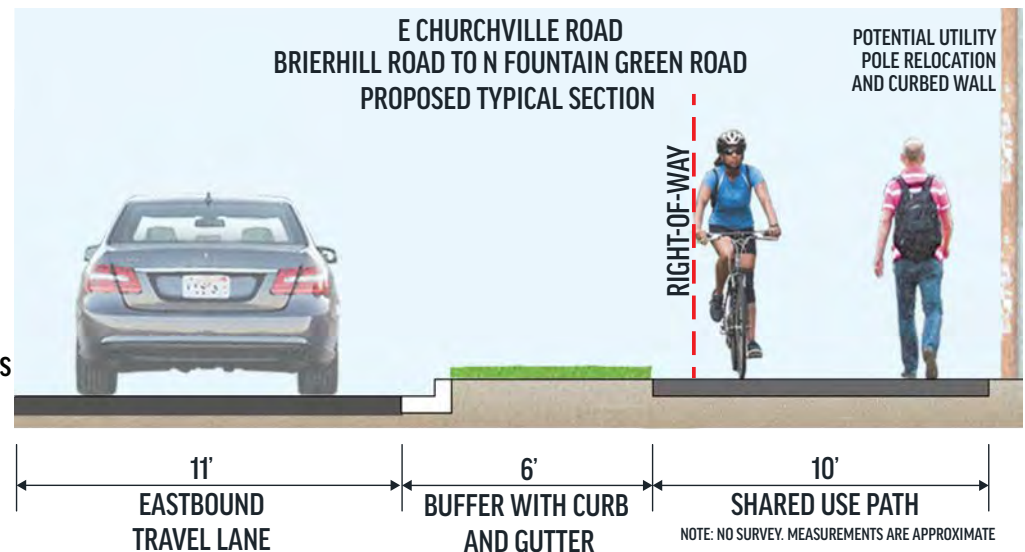 E CHURCHVILLE ROAD
BRIERHILL ROAD TO N FOUNTAIN GREEN ROAD
PROPOSED TYPICAL SECTION
POTENTIAL UTILITY
POLE RELOCATION
AND CURBED WALL
RIGHT-OF-WAY
S
11’
EASTBOUND
TRAVEL LANE
6’
BUFFER WITH CURB
AND GUTTER
10’
SHARED USE PATH
NOTE: NO SURVEY. MEASUREMENTS ARE APPROXIMATE